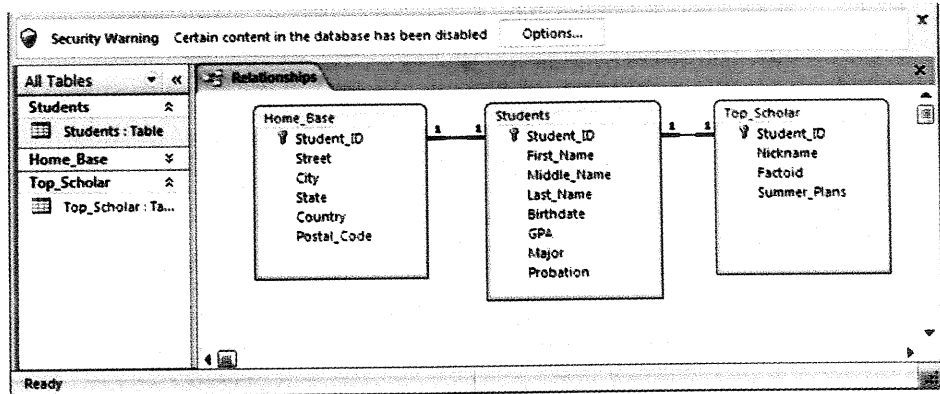 Security Warning Certain content in the database has been disabled Options...
All Tables
Relationships
Students
Students : Table
Home_Base
Top_Scholar
Top_Scholar : Ta...
Home_Base
Student_ID
Street
City
State
Country
Postal_Code
1 1
Students
Student_ID
First_Name
Middle_Name
Last_Name
Birthdate
GPA
Major
Probation
1 1
Top_Scholar
Student_ID
Nickname
Factoid
Summer_Plans
Ready